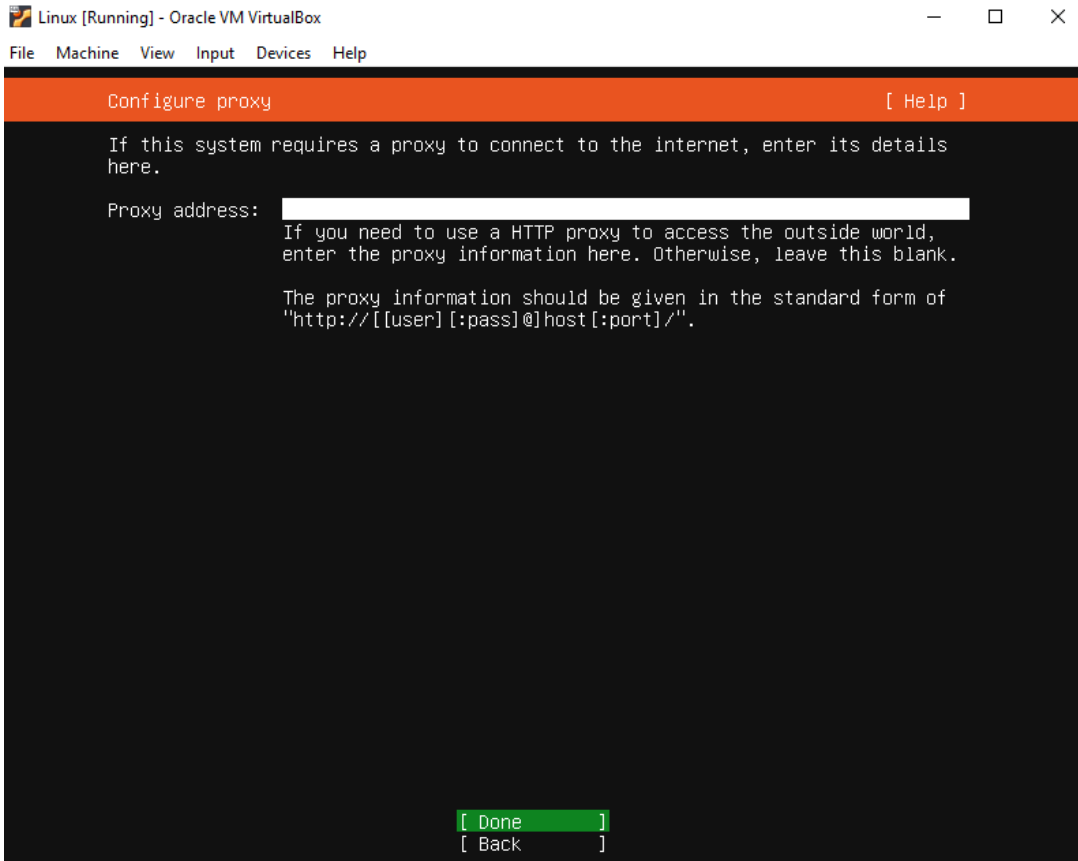 Linux [Running] - Oracle VM VirtualBox
File Machine View Input Devices Help
Configure proxy [ Help ]
If this system requires a proxy to connect to the internet, enter its details
here.
Proxy address:
If you need to use a HTTP proxy to access the outside world,
enter the proxy information here. Otherwise, leave this blank.
The proxy information should be given in the standard form of
"http://[[user][:pass]@]host[:port]/".
[ Done ]
[ Back ]